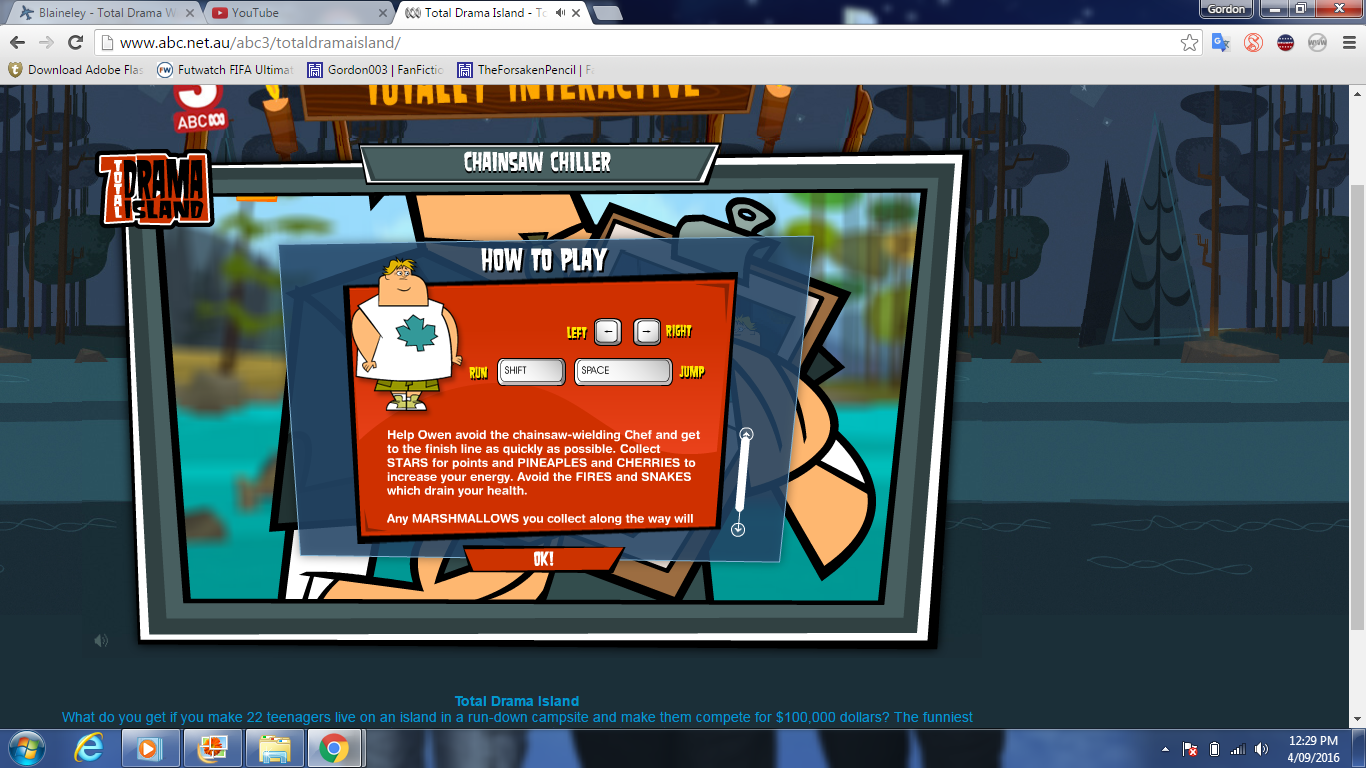 Blaineley - Total Drama W
YouTube
Total Drama Island - To
Gordon
www.abc.net.au/abc3/totaldramaisland/
Download Adobe Flas
Futwatch FIFA Ultimat
Gordon003 | FanFictio
TheForsakenPencil | F
TOTALLY INTERACTIVE
3
ABC
TOTAL DRAMA ISLAND
CHAINSAW CHILLER
HOW TO PLAY
LEFT ← → RIGHT
RUN SHIFT SPACE JUMP
Help Owen avoid the chainsaw-wielding Chef and get
to the finish line as quickly as possible. Collect
STARS for points and PINEAPLES and CHERRIES to
increase your energy. Avoid the FIRES and SNAKES
which drain your health.
Any MARSHMALLOWS you collect along the way will
OK!
Total Drama Island
What do you get if you make 22 teenagers live on an island in a run-down campsite and make them compete for $100,000 dollars? The funniest
12:29 PM
4/09/2016